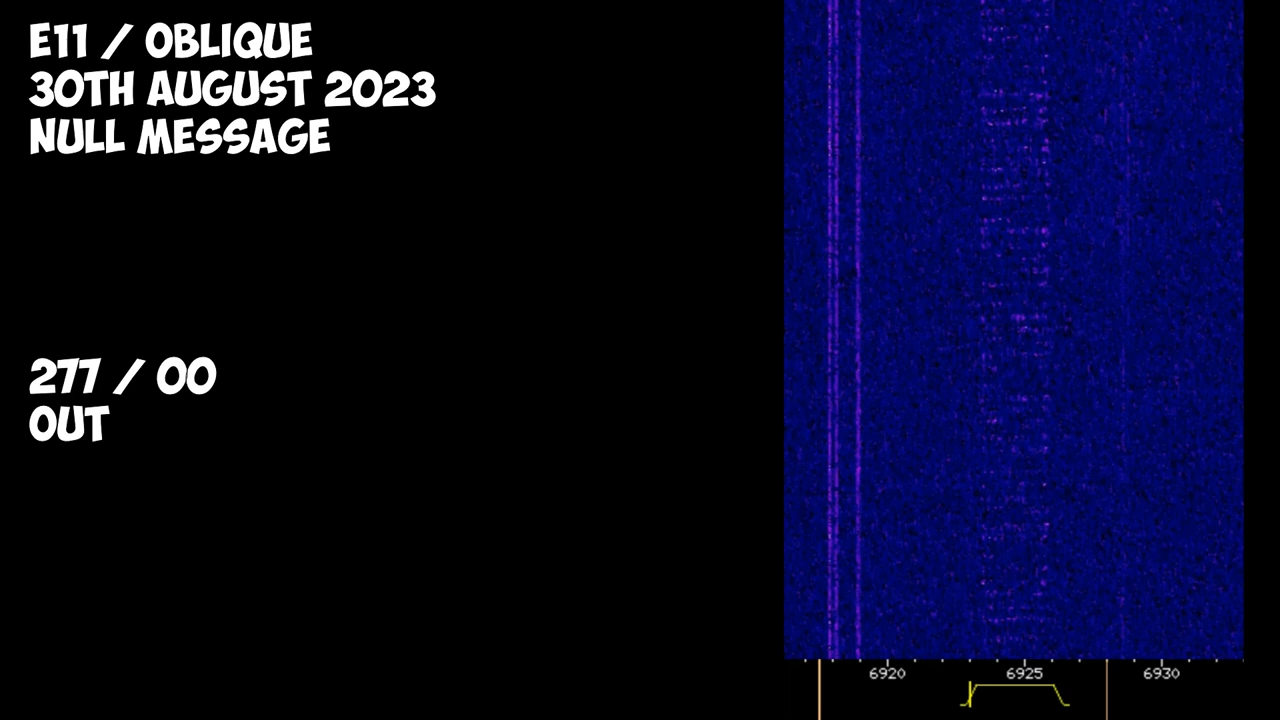 E11 / OBLIQUE
30TH AUGUST 2023
NULL MESSAGE
277 / 00
OUT
6920 6925 6930